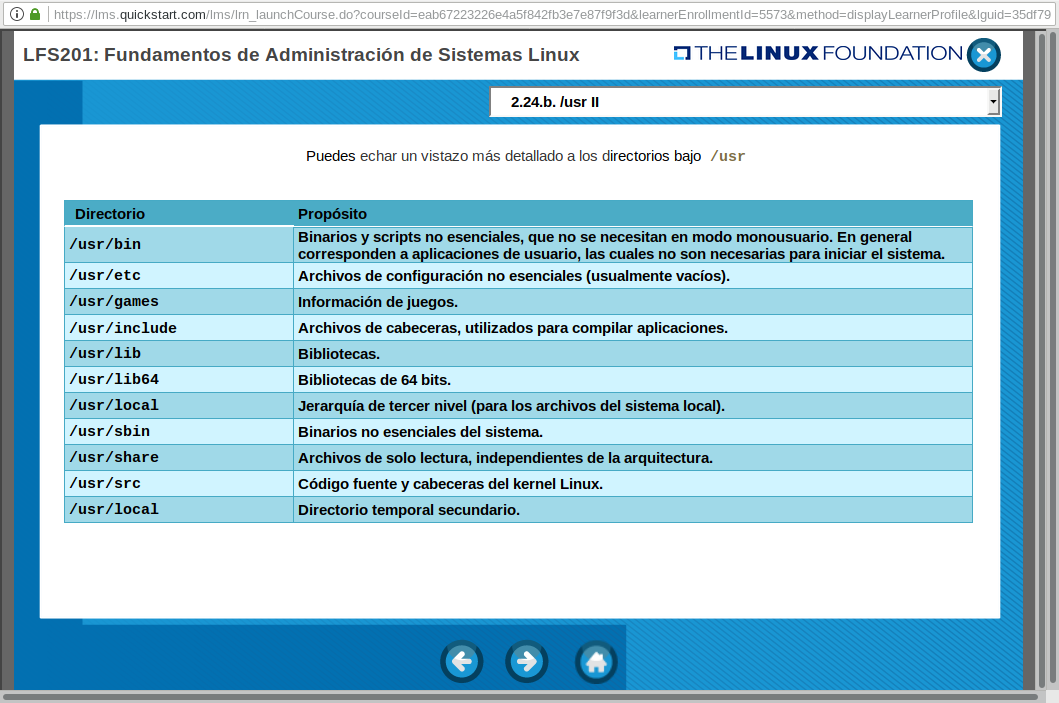 https://lms.quickstart.com/lms/lrn_launchCourse.do?courseId=eab67223226e4a5f842fb3e7e87f9f3d&learnerEnrollmentId=5573&method=displayLearnerProfile&lguid=35df79
LFS201: Fundamentos de Administración de Sistemas Linux
THE LINUX FOUNDATION
2.24.b. /usr II
Puedes echar un vistazo más detallado a los directorios bajo /usr
Directorio Propósito
/usr/bin Binarios y scripts no esenciales, que no se necesitan en modo monousuario. En general
corresponden a aplicaciones de usuario, las cuales no son necesarias para iniciar el sistema.
/usr/etc Archivos de configuración no esenciales (usualmente vacíos).
/usr/games Información de juegos.
/usr/include Archivos de cabeceras, utilizados para compilar aplicaciones.
/usr/lib Bibliotecas.
/usr/lib64 Bibliotecas de 64 bits.
/usr/local Jerarquía de tercer nivel (para los archivos del sistema local).
/usr/sbin Binarios no esenciales del sistema.
/usr/share Archivos de solo lectura, independientes de la arquitectura.
/usr/src Código fuente y cabeceras del kernel Linux.
/usr/local Directorio temporal secundario.